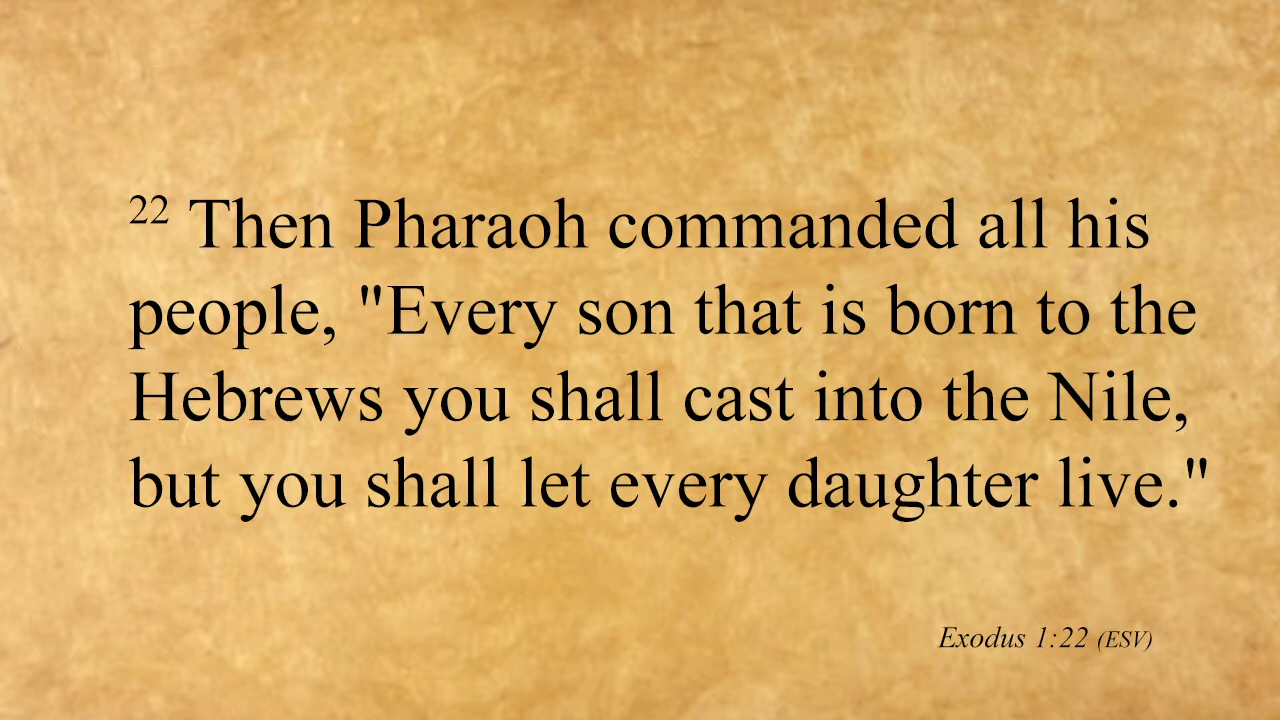 22 Then Pharaoh commanded all his
people, "Every son that is born to the
Hebrews you shall cast into the Nile,
but you shall let every daughter live."
Exodus 1:22 (ESV)